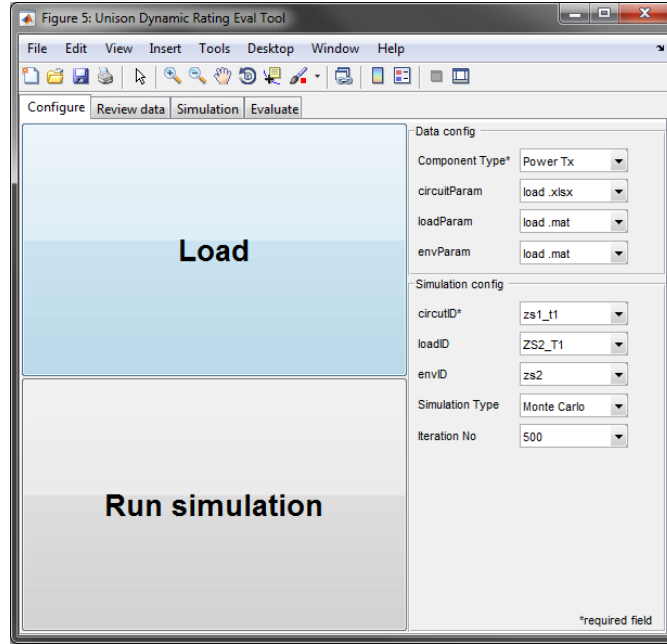 Figure 5: Unison Dynamic Rating Eval Tool
File Edit View Insert Tools Desktop Window Help
Configure Review data Simulation Evaluate
Load
Run simulation
Data config
Component Type* Power Tx
circuitParam load .xlsx
loadParam load .mat
envParam load .mat
Simulation config
circutID* zs1_t1
loadID ZS2_T1
envID zs2
Simulation Type Monte Carlo
Iteration No 500
*required field